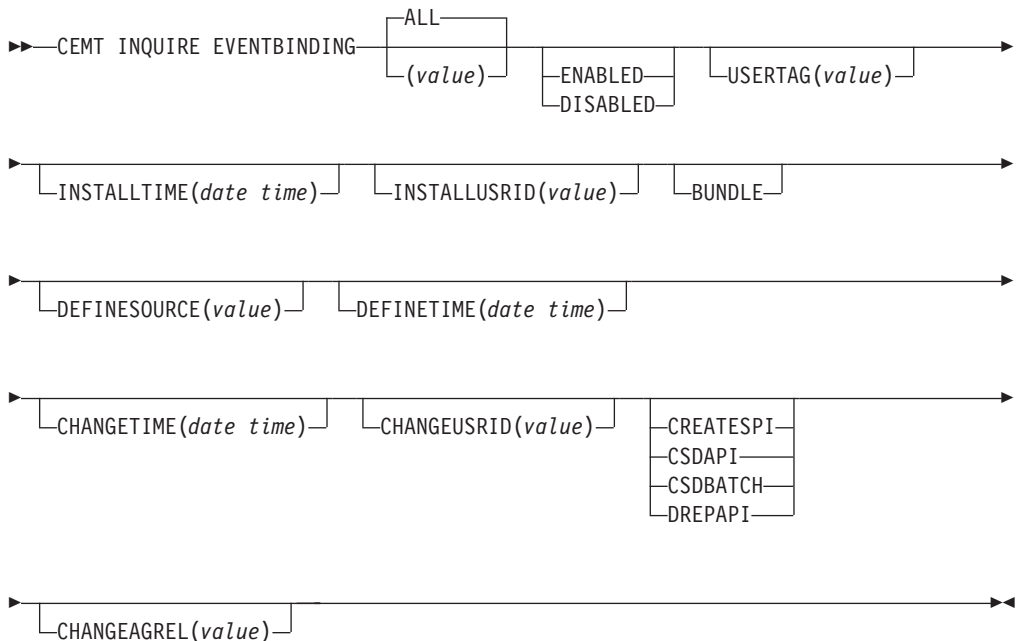 ALL
CEMT INQUIRE EVENTBINDING
(value)
ENABLED
DISABLED
USERTAG(value)
INSTALLTIME(date time)
INSTALLUSRID(value)
BUNDLE
DEFINESOURCE(value)
DEFINETIME(date time)
CHANGETIME(date time)
CHANGEUSRID(value)
CREATESPI
CSDAPI
CSDBATCH
DREPAPI
CHANGEAGREL(value)